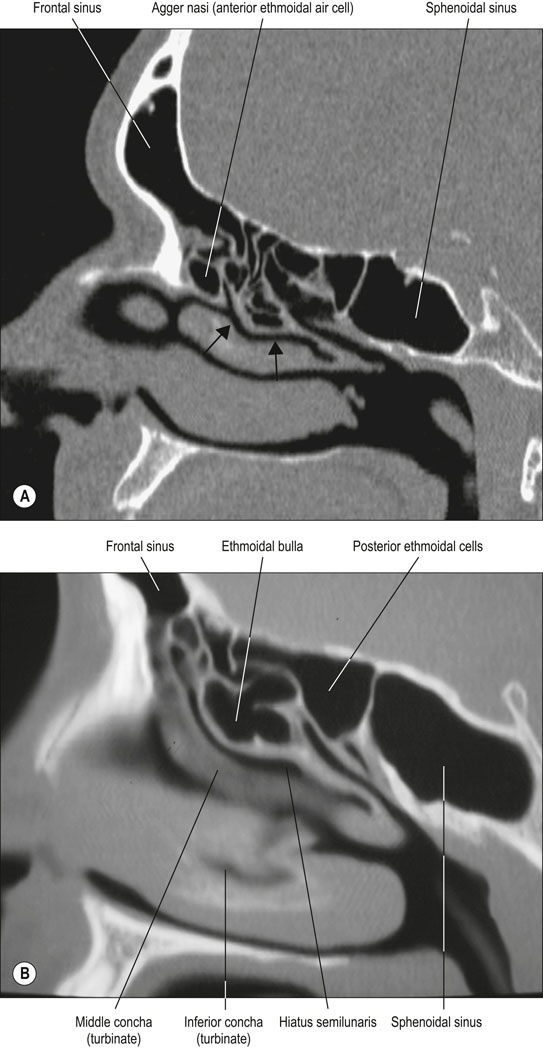 Frontal sinus
Agger nasi (anterior ethmoidal air cell)
Sphenoidal sinus
A
Frontal sinus
Ethmoidal bulla
Posterior ethmoidal cells
B
Middle concha
(turbinate)
Inferior concha
(turbinate)
Hiatus semilunaris
Sphenoidal sinus